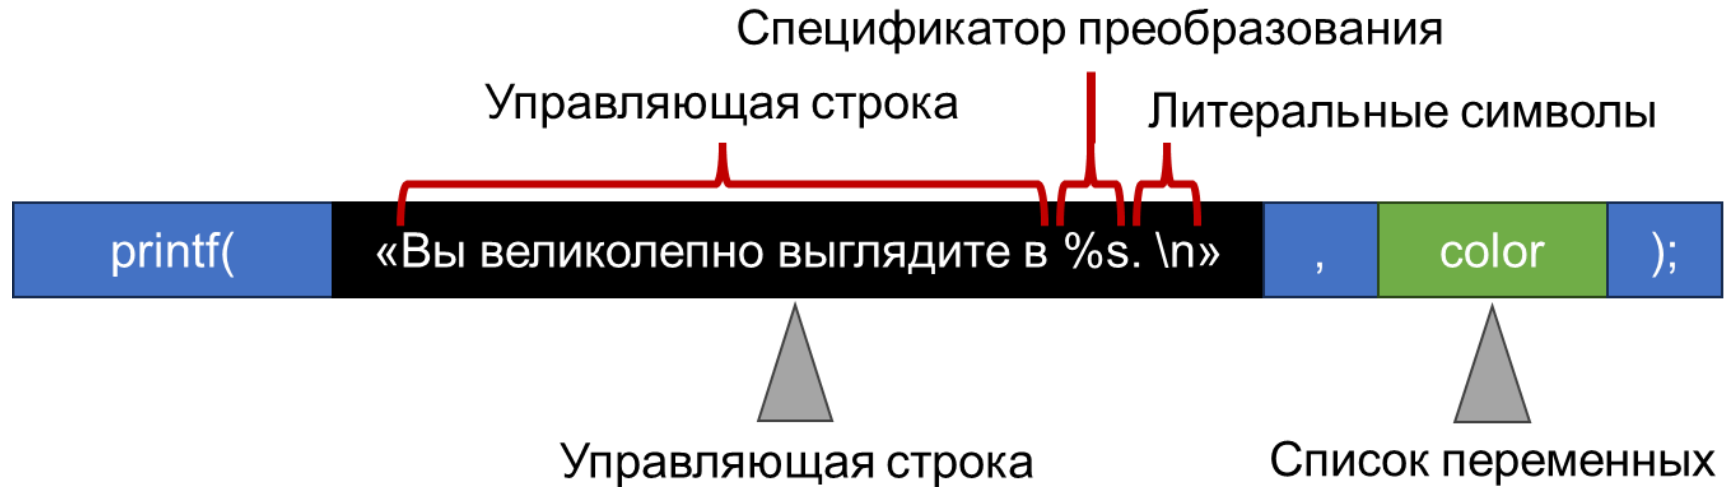 Спецификатор преобразования
Управляющая строка
Литеральные символы
printf( «Вы великолепно выглядите в %s. \n» , color );
Управляющая строка
Список переменных